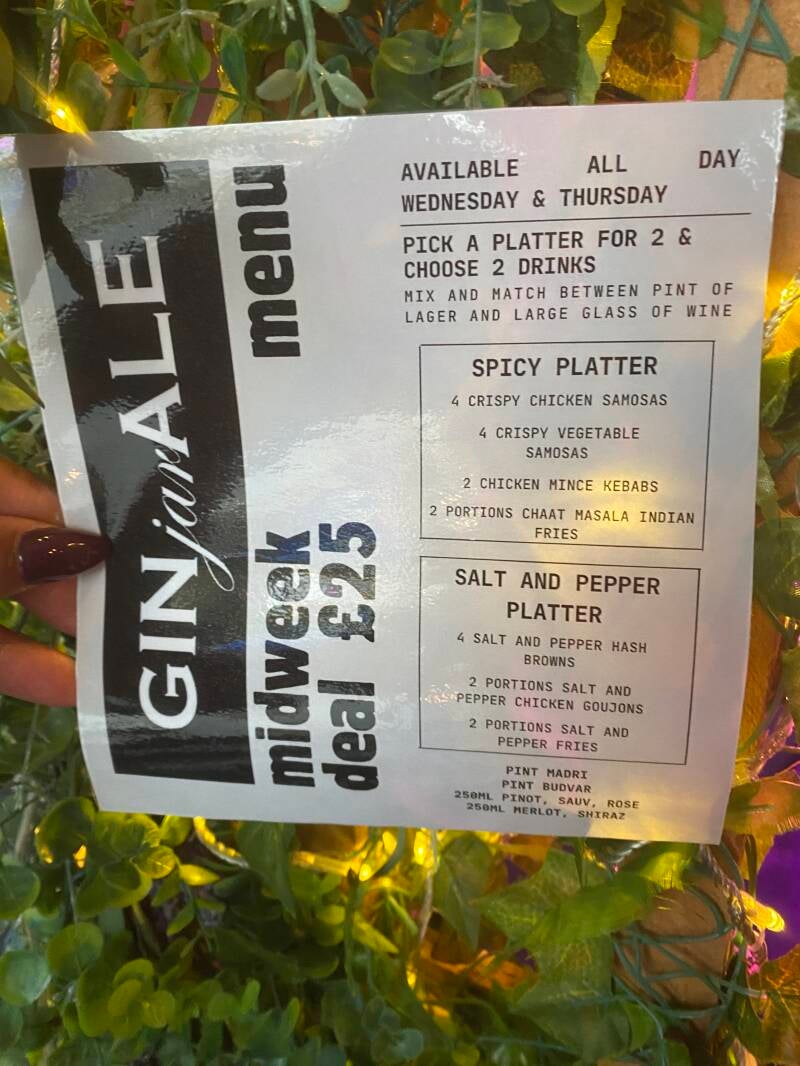 GINjarALE
midweek menu
deal £25
AVAILABLE ALL DAY
WEDNESDAY & THURSDAY
PICK A PLATTER FOR 2 &
CHOOSE 2 DRINKS
MIX AND MATCH BETWEEN PINT OF
LAGER AND LARGE GLASS OF WINE
SPICY PLATTER
4 CRISPY CHICKEN SAMOSAS
4 CRISPY VEGETABLE
SAMOSAS
2 CHICKEN MINCE KEBABS
2 PORTIONS CHAAT MASALA INDIAN
FRIES
SALT AND PEPPER
PLATTER
4 SALT AND PEPPER HASH
BROWNS
2 PORTIONS SALT AND
PEPPER CHICKEN GOUJONS
2 PORTIONS SALT AND
PEPPER FRIES
PINT MADRI
PINT BUDVAR
250ML PINOT, SAUV, ROSE
250ML MERLOT, SHIRAZ